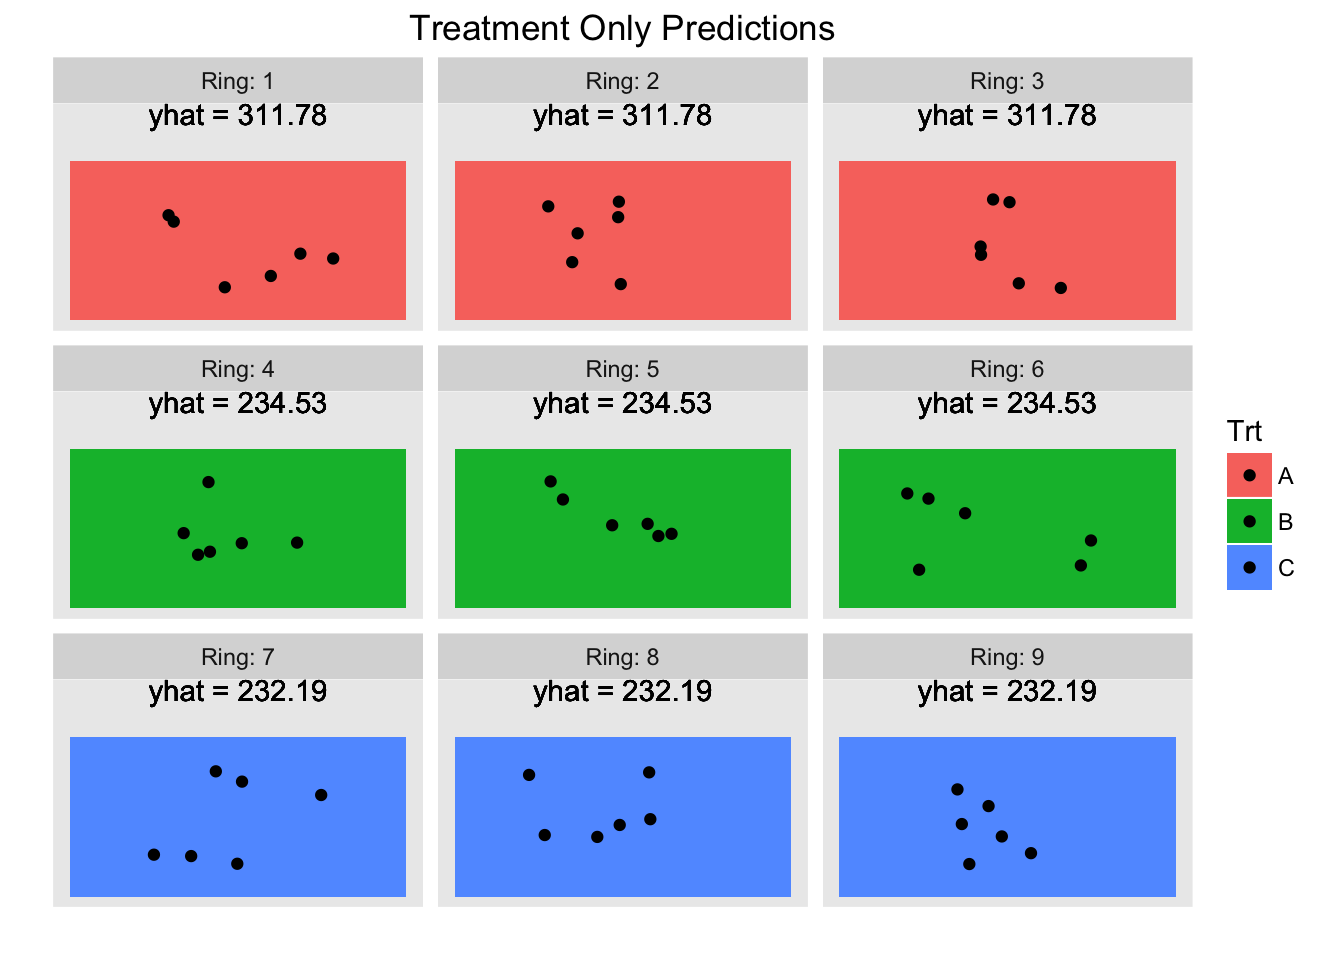 Treatment Only Predictions
Ring: 1
yhat = 311.78
Ring: 2
yhat = 311.78
Ring: 3
yhat = 311.78
Ring: 4
yhat = 234.53
Ring: 5
yhat = 234.53
Ring: 6
yhat = 234.53
Ring: 7
yhat = 232.19
Ring: 8
yhat = 232.19
Ring: 9
yhat = 232.19
Trt
A
B
C